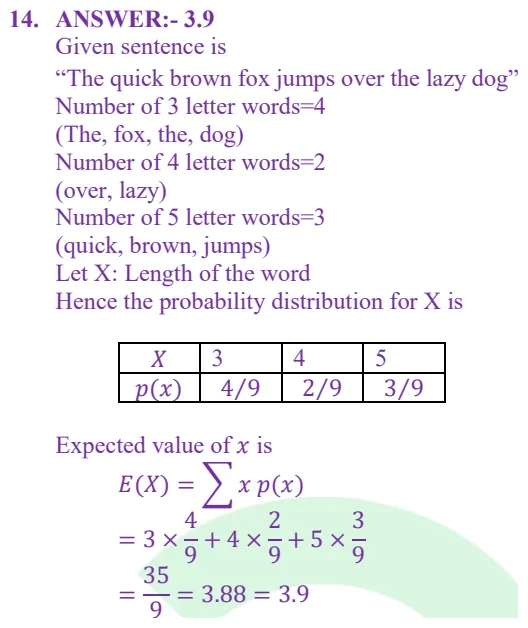 14. ANSWER:- 3.9
Given sentence is
“The quick brown fox jumps over the lazy dog”
Number of 3 letter words=4
(The, fox, the, dog)
Number of 4 letter words=2
(over, lazy)
Number of 5 letter words=3
(quick, brown, jumps)
Let X: Length of the word
Hence the probability distribution for X is
X 3 4 5
p(x) 4/9 2/9 3/9
Expected value of x is
E(X) = ∑ x p(x)
= 3 × 4/9 + 4 × 2/9 + 5 × 3/9
= 35/9 = 3.88 = 3.9